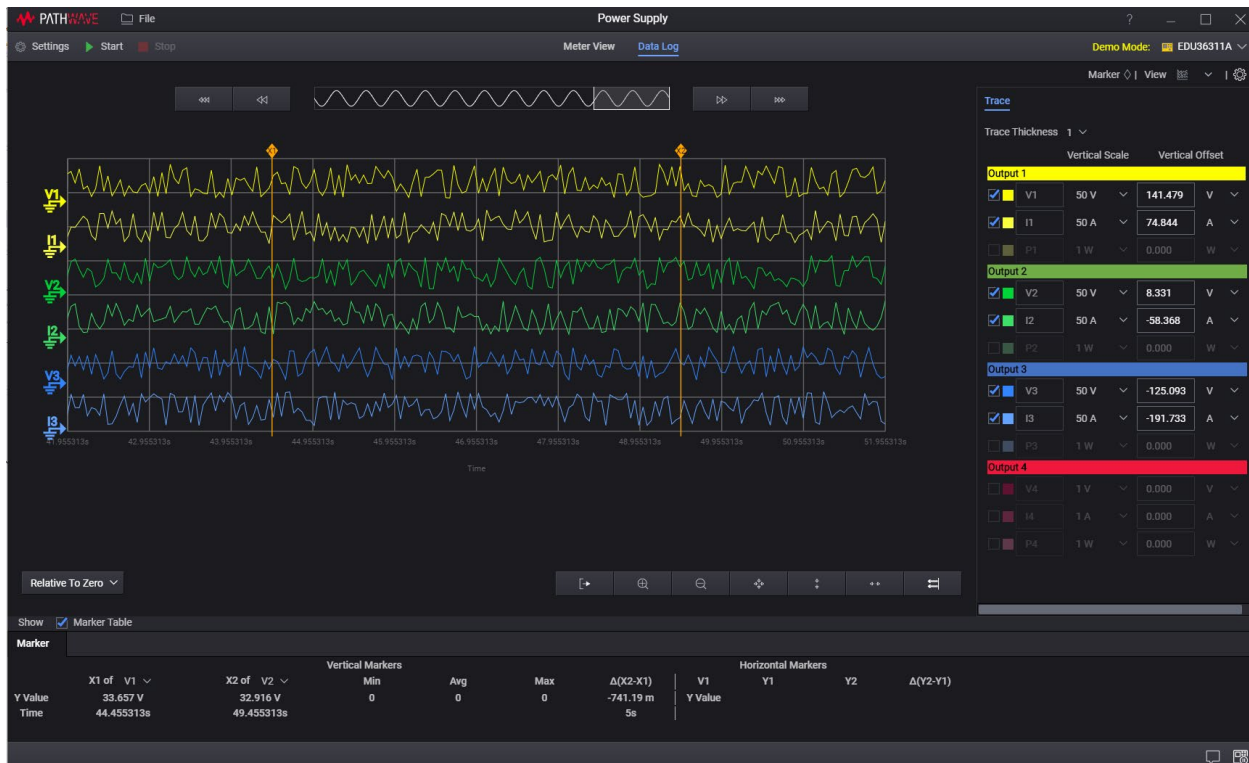 PATHWAVE File Power Supply ?
Settings Start Stop Meter View Data Log Demo Mode: EDU36311A
Marker | View |
Trace
Trace Thickness 1
Vertical Scale Vertical Offset
Output 1
V1 50 V 141.479 V
I1 50 A 74.844 A
P1 1 W 0.000 W
Output 2
V2 50 V 8.331 V
I2 50 A -58.368 A
P2 1 W 0.000 W
Output 3
V3 50 V -125.093 V
I3 50 A -191.733 A
P3 1 W 0.000 W
Output 4
V4 1 V 0.000 V
I4 1 A 0.000 A
P4 1 W 0.000 W
X1 X2
V1
I1
V2
I2
V3
I3
41.955313s 42.955313s 43.955313s 44.955313s 45.955313s 46.955313s 47.955313s 48.955313s 49.955313s 50.955313s 51.955313s
Time
Relative To Zero
Show Marker Table
Marker
Vertical Markers Horizontal Markers
X1 of V1 X2 of V2 Min Avg Max Δ(X2-X1) V1 Y1 Y2 Δ(Y2-Y1)
Y Value 33.657 V 32.916 V 0 0 0 -741.19 m Y Value
Time 44.455313s 49.455313s 5s